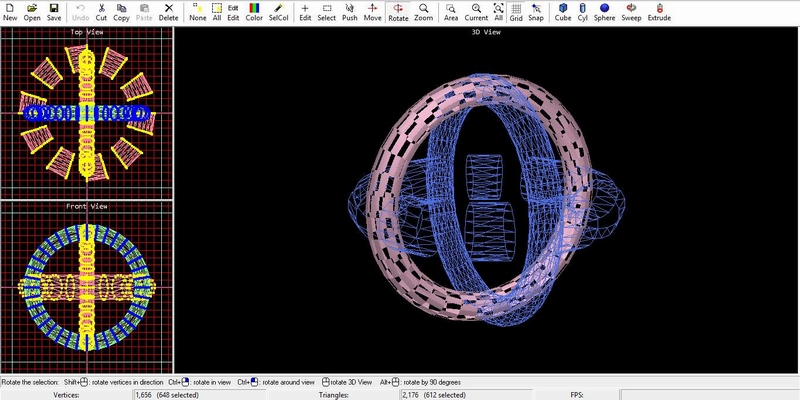 New Open Save Undo Cut Copy Paste Delete None All Edit Edit Color SelCol Edit Select Push Move Rotate Zoom Area Current All Grid Snap Cube Cyl Sphere Sweep Extrude
Top View
3D View
Front View
Rotate the selection: Shift+ : rotate vertices in direction Ctrl+ : rotate in view Ctrl+ : rotate around view : rotate 3D View Alt+ : rotate by 90 degrees
Vertices: 1,656 (648 selected) Triangles: 2,176 (612 selected) FPS: